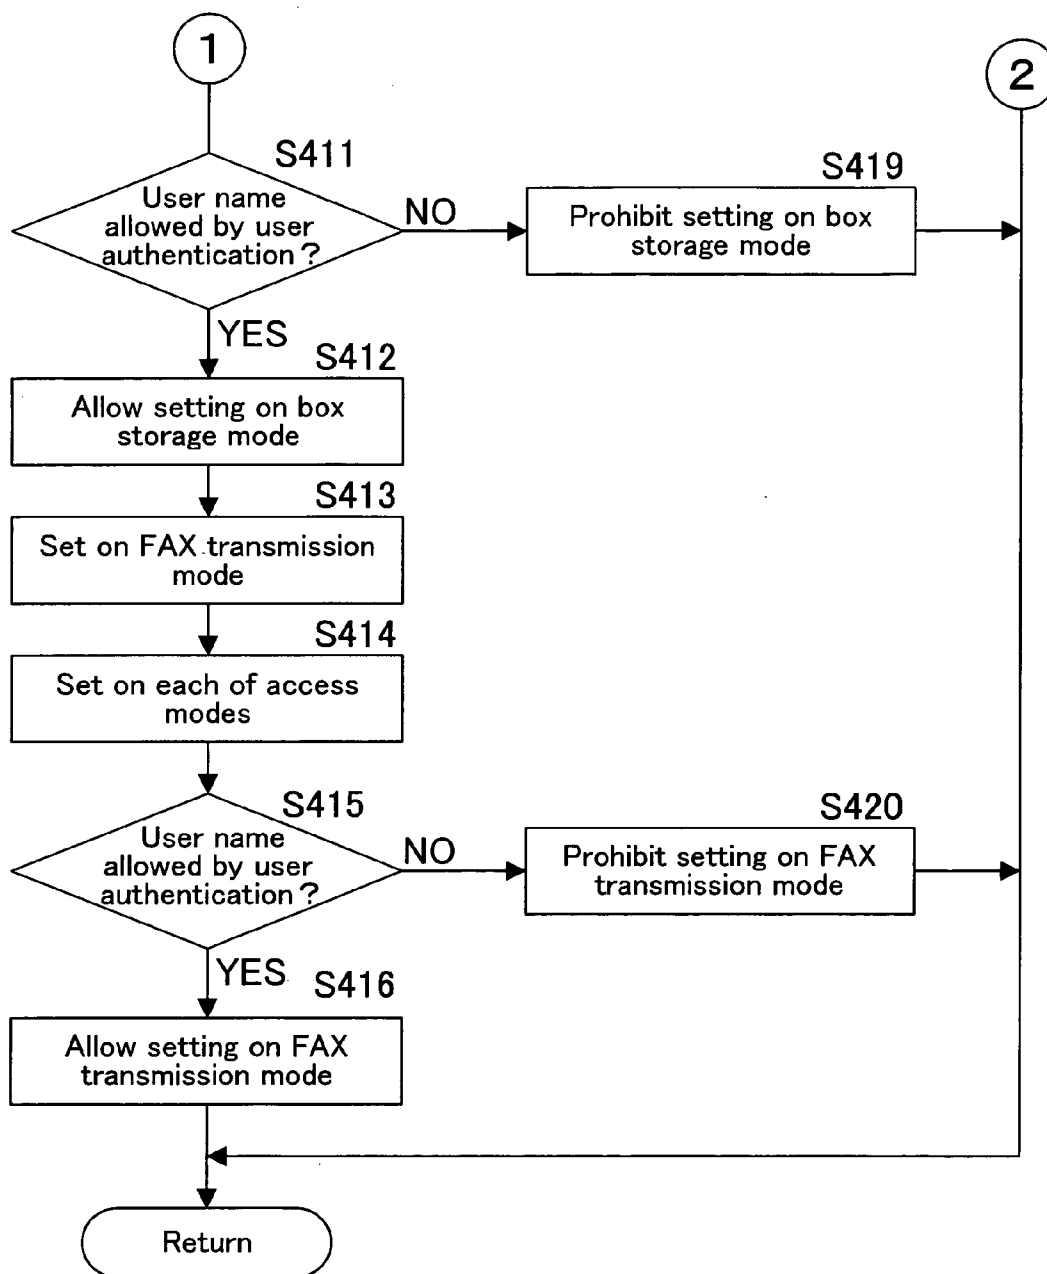 1
2
S411
User name
allowed by user
authentication?
NO
S419
Prohibit setting on box
storage mode
YES
S412
Allow setting on box
storage mode
S413
Set on FAX transmission
mode
S414
Set on each of access
modes
S415
User name
allowed by user
authentication?
NO
S420
Prohibit setting on FAX
transmission mode
YES
S416
Allow setting on FAX
transmission mode
Return